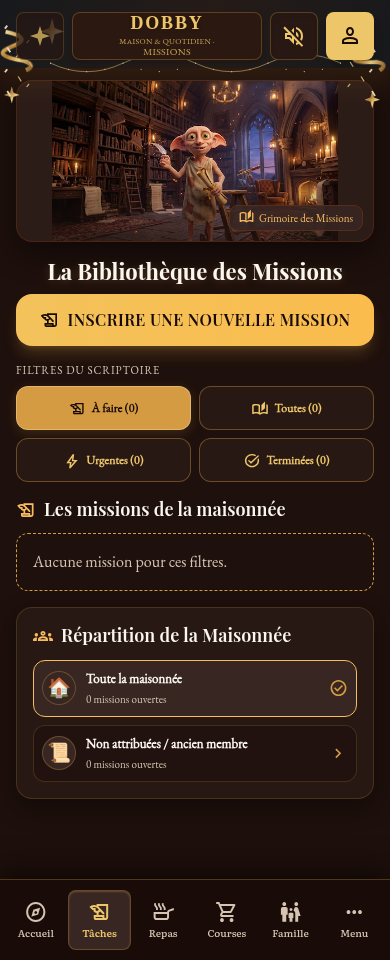 DOBBY
MAISON & QUOTIDIEN ·
MISSIONS
Grimoire des Missions
La Bibliothèque des Missions
INSCRIRE UNE NOUVELLE MISSION
FILTRES DU SCRIPTOIRE
À faire (0)
Toutes (0)
Urgentes (0)
Terminées (0)
Les missions de la maisonnée
Aucune mission pour ces filtres.
Répartition de la Maisonnée
Toute la maisonnée
0 missions ouvertes
Non attribuées / ancien membre
0 missions ouvertes
Accueil
Tâches
Repas
Courses
Famille
Menu